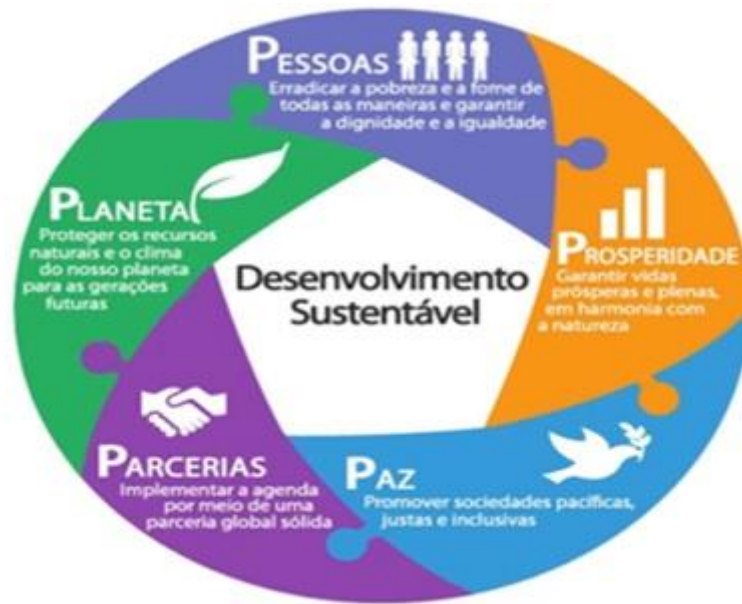 PESSOAS
Erradicar a pobreza e a fome de
todas as maneiras e garantir
a dignidade e a igualdade
PROSPERIDADE
Garantir vidas
prósperas e plenas,
em harmonia com
a natureza
PAZ
Promover sociedades pacíficas,
justas e inclusivas
PARCERIAS
Implementar a agenda
por meio de uma
parceria global sólida
PLANETA
Proteger os recursos
naturais e o clima
do nosso planeta
para as gerações
futuras
Desenvolvimento
Sustentável